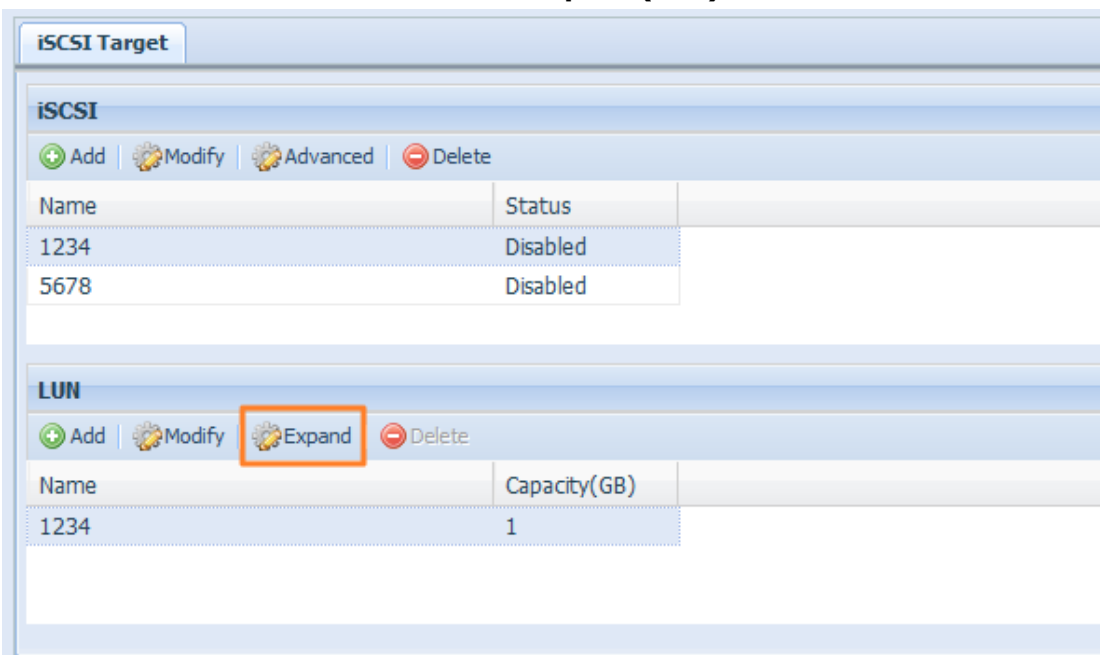 iSCSI Target
iSCSI
Add Modify Advanced Delete
Name Status
1234 Disabled
5678 Disabled
LUN
Add Modify Expand Delete
Name Capacity(GB)
1234 1